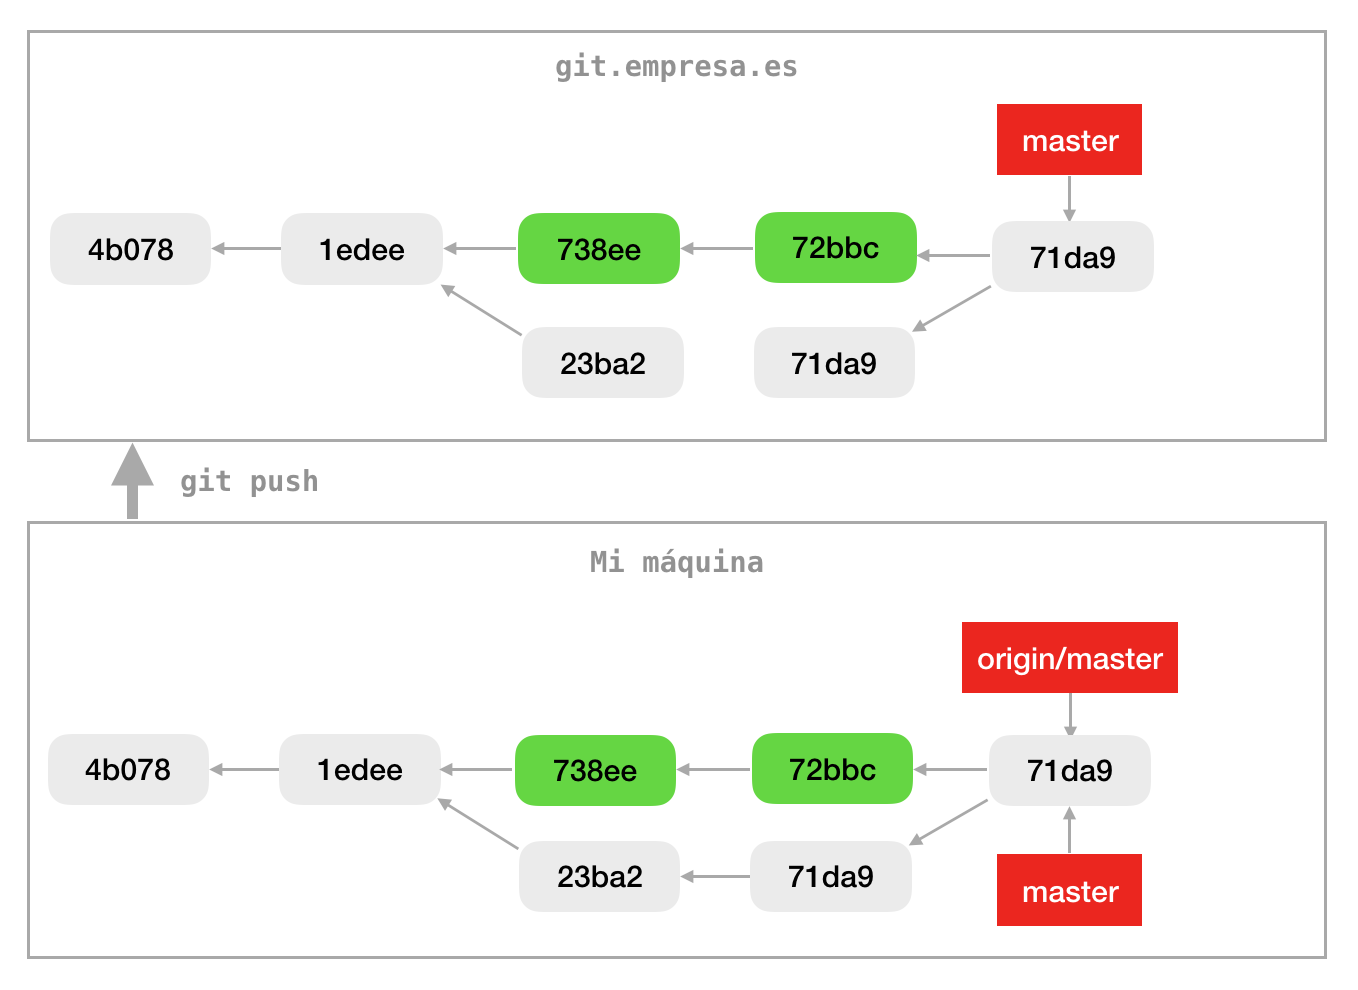 git.empresa.es
master
4b078
1edee
738ee
72bbc
71da9
23ba2
71da9
git push
Mi máquina
origin/master
4b078
1edee
738ee
72bbc
71da9
23ba2
71da9
master